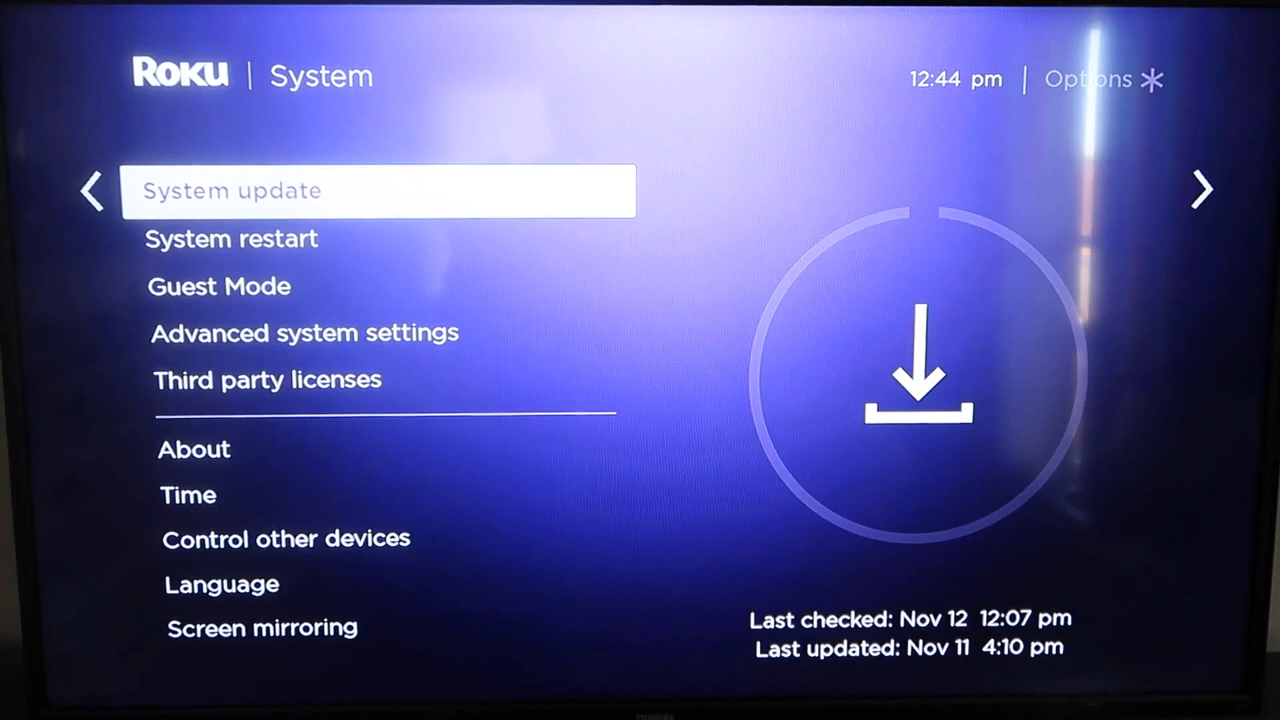 Roku | System
12:44 pm | Options *
System update
System restart
Guest Mode
Advanced system settings
Third party licenses
About
Time
Control other devices
Language
Screen mirroring
Last checked: Nov 12 12:07 pm
Last updated: Nov 11 4:10 pm
TOSHIBA